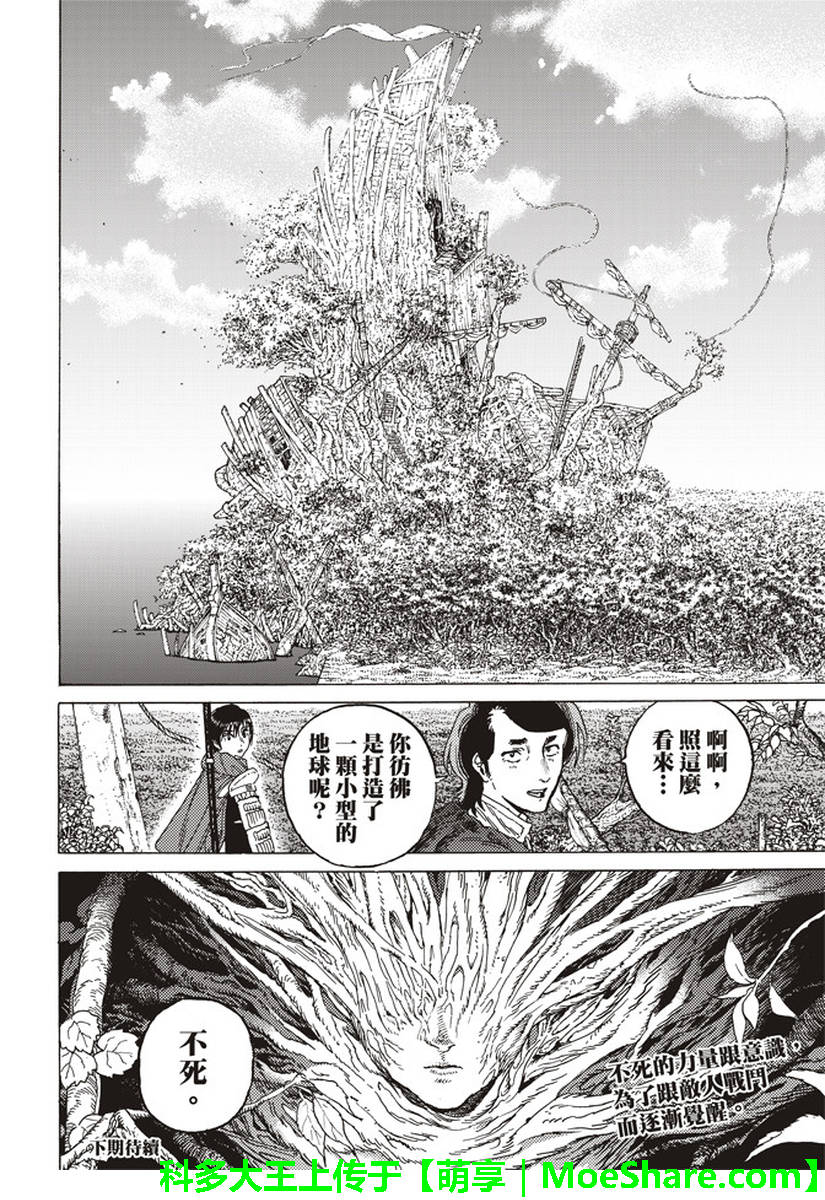 啊啊，
照這麼
看來…
你彷彿
是打造了
一顆小型的
地球呢？
不死。
不死的力量跟意識，
為了跟敵人戰鬥
而逐漸覺醒。
下期待續
科多大王上传于【萌享｜MoeShare.com】